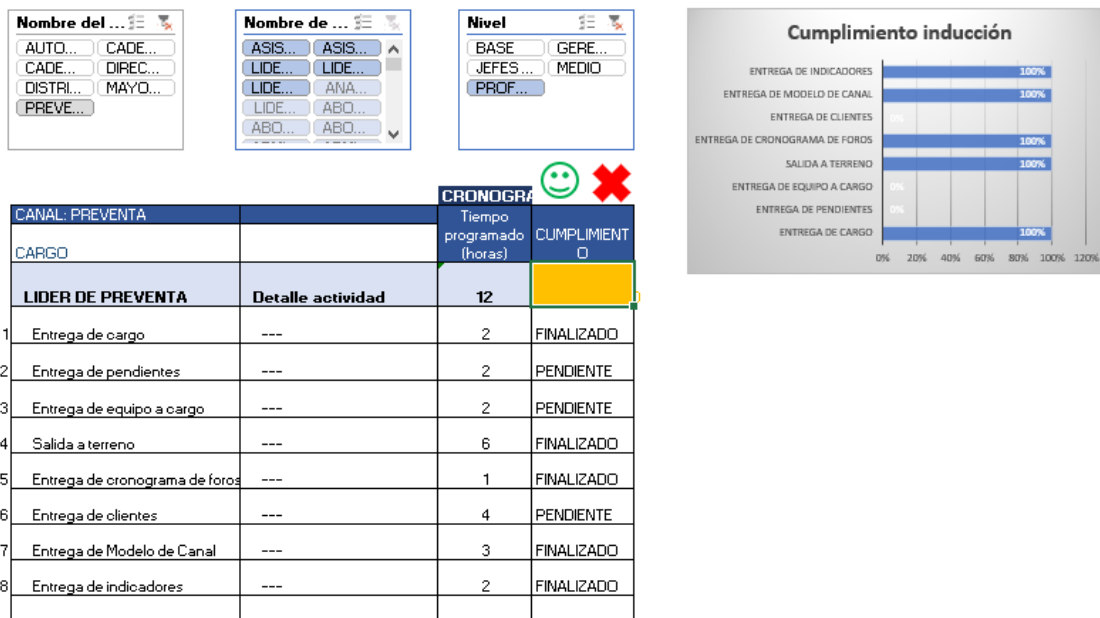 Nombre del ...
AUTO... CADE...
CADE... DIREC...
DISTRI... MAYO...
PREVE...
Nombre de ...
ASIS... ASIS...
LIDE... LIDE...
LIDE... ANA...
LIDE... ABO...
ABO... ABO...
Nivel
BASE GERE...
JEFES ... MEDIO
PROF...
Cumplimiento inducción
ENTREGA DE INDICADORES 100%
ENTREGA DE MODELO DE CANAL 100%
ENTREGA DE CLIENTES 0%
ENTREGA DE CRONOGRAMA DE FOROS 100%
SALIDA A TERRENO 100%
ENTREGA DE EQUIPO A CARGO 0%
ENTREGA DE PENDIENTES 0%
ENTREGA DE CARGO 100%
0% 20% 40% 60% 80% 100% 120%
CRONOGRA
CANAL: PREVENTA
CARGO
Tiempo
programado
(horas)
CUMPLIMIENT
O
LIDER DE PREVENTA Detalle actividad 12
1 Entrega de cargo --- 2 FINALIZADO
2 Entrega de pendientes --- 2 PENDIENTE
3 Entrega de equipo a cargo --- 2 PENDIENTE
4 Salida a terreno --- 6 FINALIZADO
5 Entrega de cronograma de foros --- 1 FINALIZADO
6 Entrega de clientes --- 4 PENDIENTE
7 Entrega de Modelo de Canal --- 3 FINALIZADO
8 Entrega de indicadores --- 2 FINALIZADO